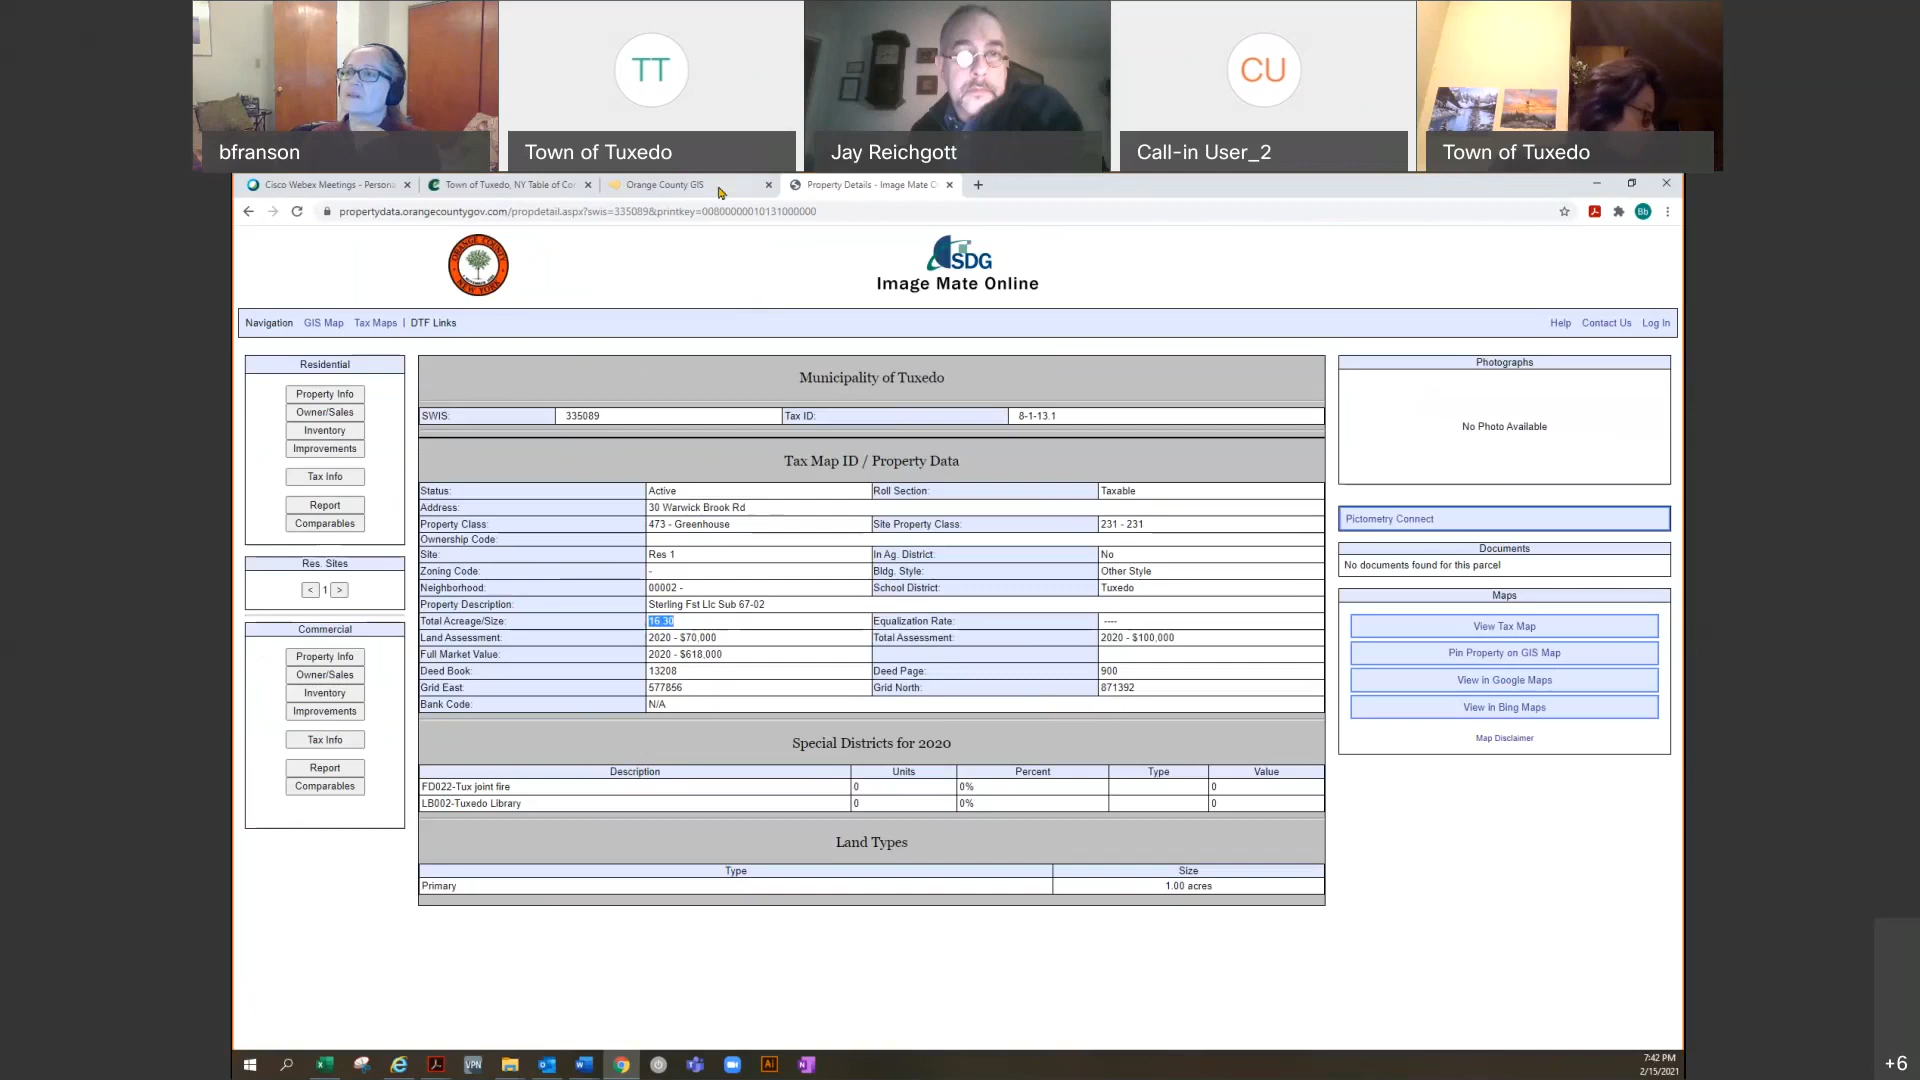 TT
CU
bfranson
Town of Tuxedo
Jay Reichgott
Call-in User_2
Town of Tuxedo
Cisco Webex Meetings - Persona
Town of Tuxedo, NY Table of Co
Orange County GIS
Property Details - Image Mate O
propertydata.orangecountygov.com/propdetail.aspx?swis=335089&printkey=00800000010131000000
Bb
ORANGE COUNTY
NEW YORK
SDG
Image Mate Online
Navigation GIS Map Tax Maps | DTF Links
Help Contact Us Log In
Residential
Property Info
Owner/Sales
Inventory
Improvements
Tax Info
Report
Comparables
Res. Sites
< 1 >
Commercial
Property Info
Owner/Sales
Inventory
Improvements
Tax Info
Report
Comparables
Municipality of Tuxedo
SWIS: 335089 Tax ID: 8-1-13.1
Tax Map ID / Property Data
Status: Active Roll Section: Taxable
Address: 30 Warwick Brook Rd
Property Class: 473 - Greenhouse Site Property Class: 231 - 231
Ownership Code:
Site: Res 1 In Ag. District: No
Zoning Code: - Bldg. Style: Other Style
Neighborhood: 00002 - School District: Tuxedo
Property Description: Sterling Fst Llc Sub 67-02
Total Acreage/Size: 16.30 Equalization Rate: ----
Land Assessment: 2020 - $70,000 Total Assessment: 2020 - $100,000
Full Market Value: 2020 - $618,000
Deed Book: 13208 Deed Page: 900
Grid East: 577856 Grid North: 871392
Bank Code: N/A
Special Districts for 2020
Description Units Percent Type Value
FD022-Tux joint fire 0 0% 0
LB002-Tuxedo Library 0 0% 0
Land Types
Type Size
Primary 1.00 acres
Photographs
No Photo Available
Pictometry Connect
Documents
No documents found for this parcel
Maps
View Tax Map
Pin Property on GIS Map
View in Google Maps
View in Bing Maps
Map Disclaimer
VPN
Ai
7:42 PM
2/15/2021
+6